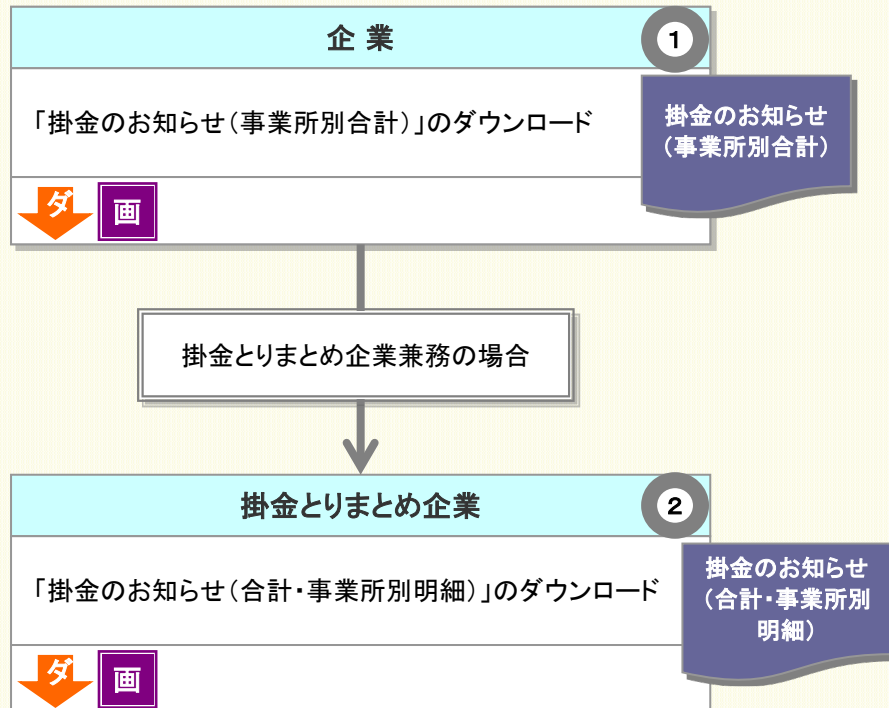 企 業
1
「掛金のお知らせ（事業所別合計）」のダウンロード
掛金のお知らせ
（事業所別合計）
ダ
画
掛金とりまとめ企業兼務の場合
掛金とりまとめ企業
2
「掛金のお知らせ（合計・事業所別明細）」のダウンロード
掛金のお知らせ
（合計・事業所別
明細）
ダ
画